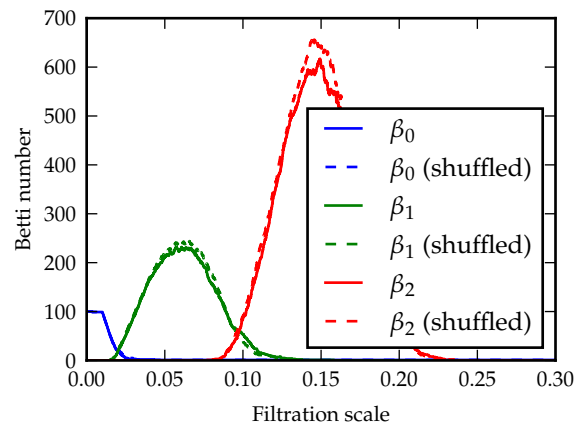 700
600
500
400
300
200
100
0
0.00
0.05
0.10
0.15
0.20
0.25
0.30
Betti number
Filtration scale
β₀
β₀ (shuffled)
β₁
β₁ (shuffled)
β₂
β₂ (shuffled)